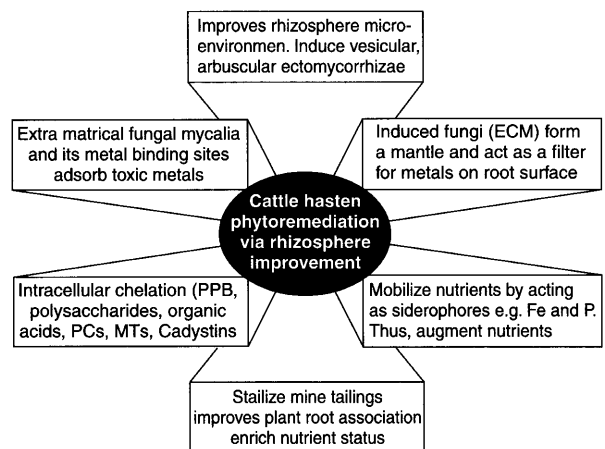 Improves rhizosphere micro-
environmen. Induce vesicular,
arbuscular ectomycorrhizae
Extra matrical fungal mycalia
and its metal binding sites
adsorb toxic metals
Induced fungi (ECM) form
a mantle and act as a filter
for metals on root surface
Cattle hasten
phytoremediation
via rhizosphere
improvement
Intracellular chelation (PPB,
polysaccharides, organic
acids, PCs, MTs, Cadystins
Mobilize nutrients by acting
as siderophores e.g. Fe and P.
Thus, augment nutrients
Stailize mine tailings
improves plant root association
enrich nutrient status